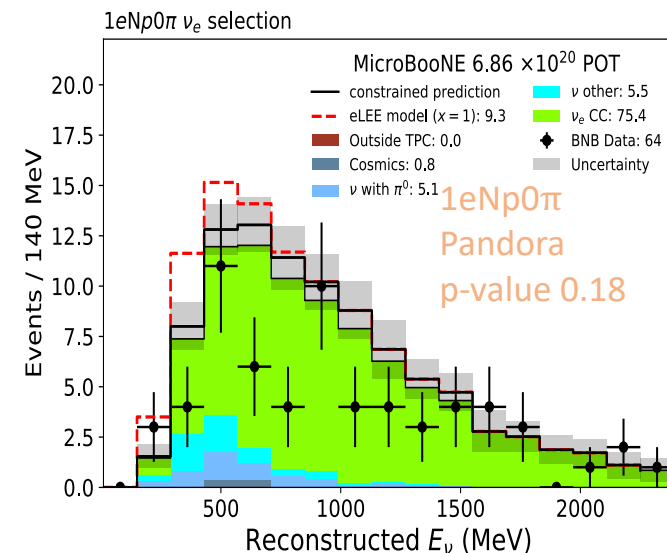 1eNp0π νₑ selection
MicroBooNE 6.86 ×10²⁰ POT
constrained prediction
eLEE model (x = 1): 9.3
Outside TPC: 0.0
Cosmics: 0.8
ν with π⁰: 5.1
ν other: 5.5
νₑ CC: 75.4
BNB Data: 64
Uncertainty
1eNp0π
Pandora
p-value 0.18
Events / 140 MeV
20.0
17.5
15.0
12.5
10.0
7.5
5.0
2.5
0.0
500 1000 1500 2000
Reconstructed Eᵥ (MeV)